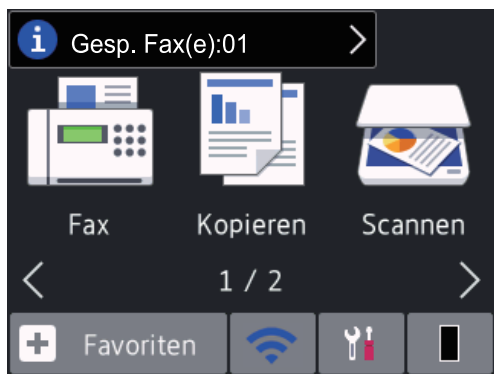 Gesp. Fax(e):01
Fax Kopieren Scannen
1 / 2
Favoriten